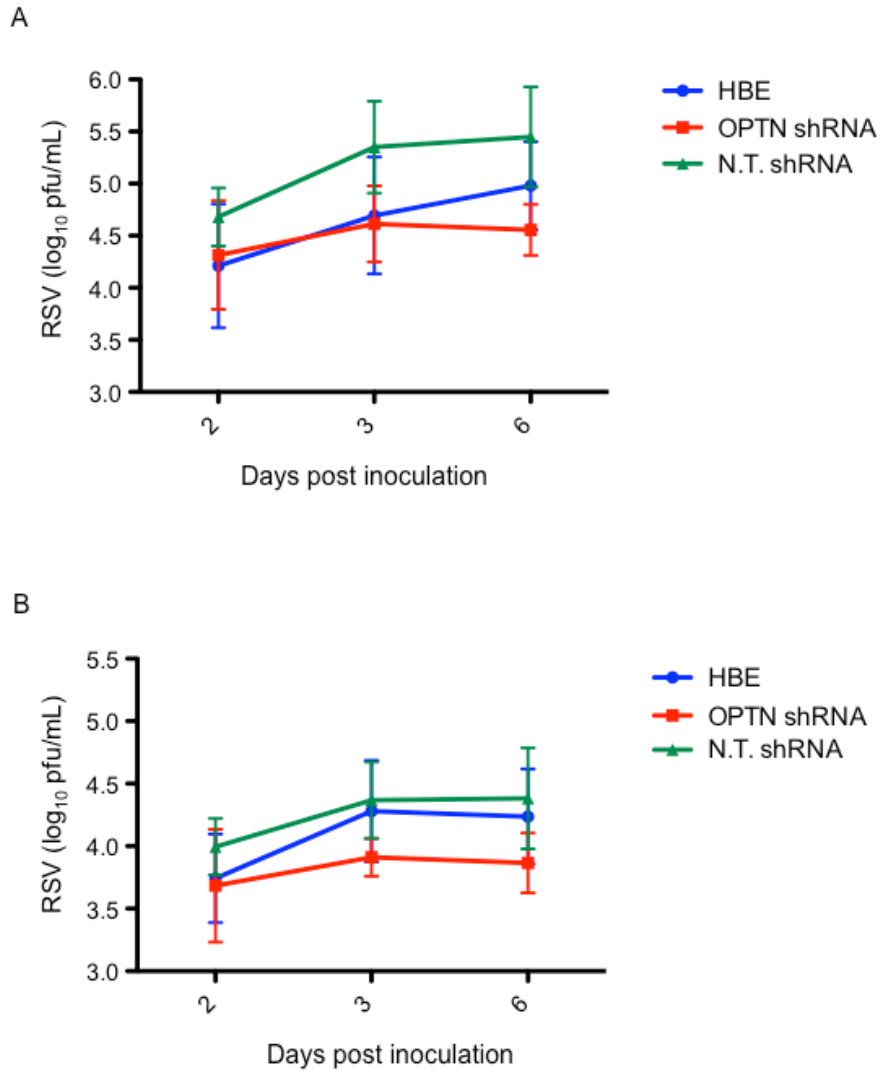 A
6.0
5.5
5.0
4.5
4.0
3.5
3.0
RSV (log₁₀ pfu/mL)
2
3
6
Days post inoculation
HBE
OPTN shRNA
N.T. shRNA
B
5.5
5.0
4.5
4.0
3.5
3.0
RSV (log₁₀ pfu/mL)
2
3
6
Days post inoculation
HBE
OPTN shRNA
N.T. shRNA